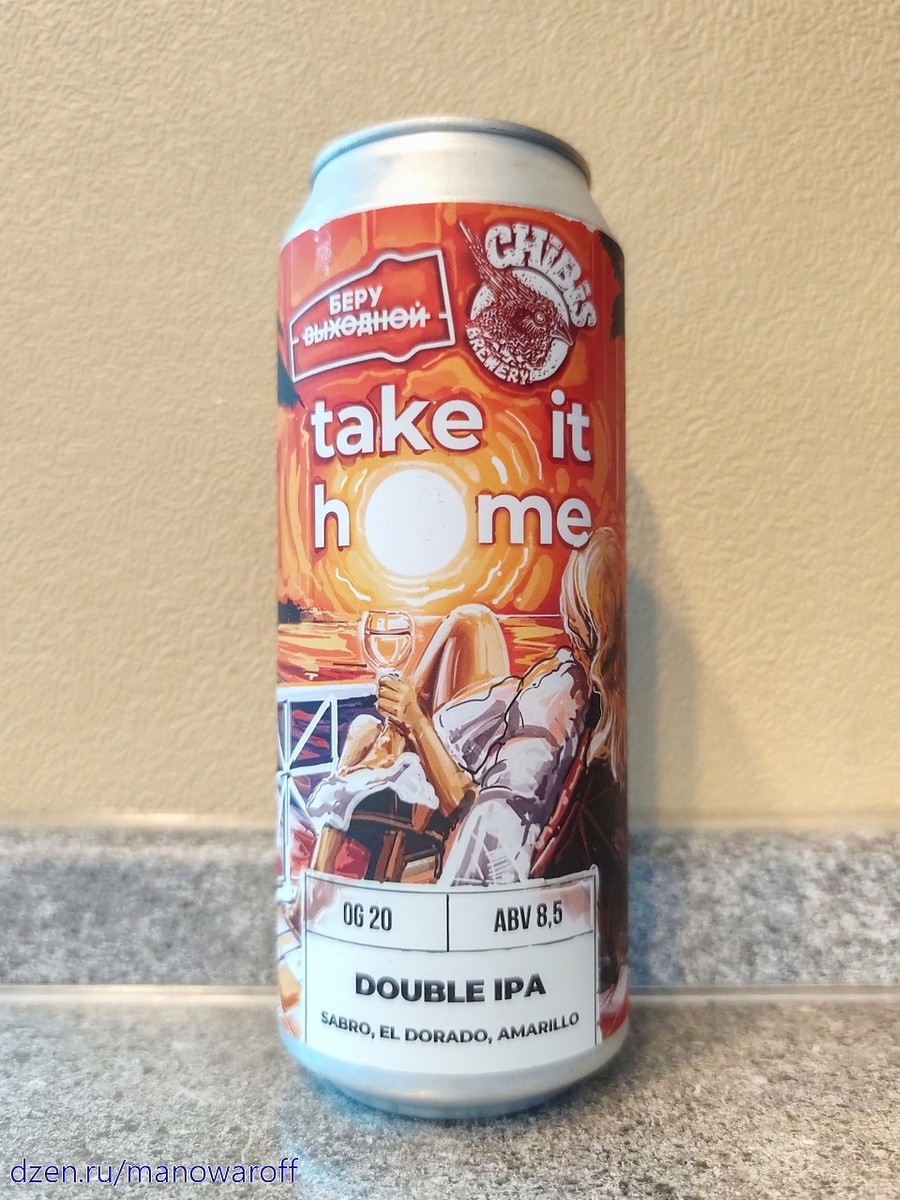 БЕРУ
ВЫХОДНОЙ
CHiBiS
BREWERY
take it
home
OG 20
ABV 8,5
DOUBLE IPA
SABRO, EL DORADO, AMARILLO
dzen.ru/manowaroff